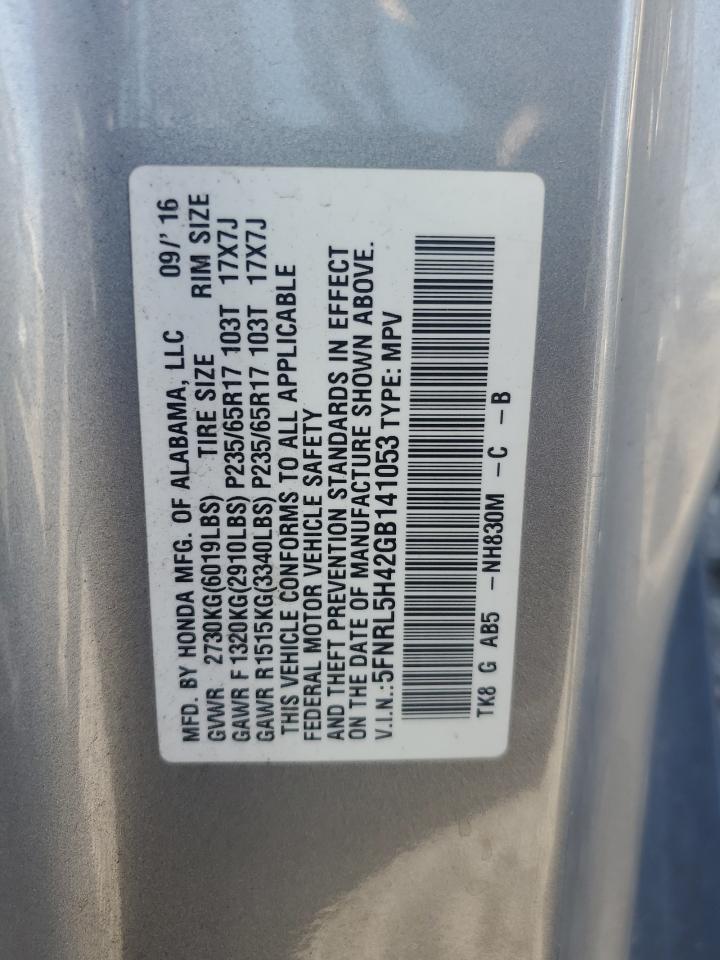 MFD. BY HONDA MFG. OF ALABAMA, LLC 09/'16
GVWR 2730KG(6019LBS) TIRE SIZE RIM SIZE
GAWR F 1320KG(2910LBS) P235/65R17 103T 17X7J
GAWR R1515KG(3340LBS) P235/65R17 103T 17X7J
THIS VEHICLE CONFORMS TO ALL APPLICABLE
FEDERAL MOTOR VEHICLE SAFETY
AND THEFT PREVENTION STANDARDS IN EFFECT
ON THE DATE OF MANUFACTURE SHOWN ABOVE.
V.I.N.:5FNRL5H42GB141053 TYPE: MPV
TK8 G AB5 -NH830M -C -B